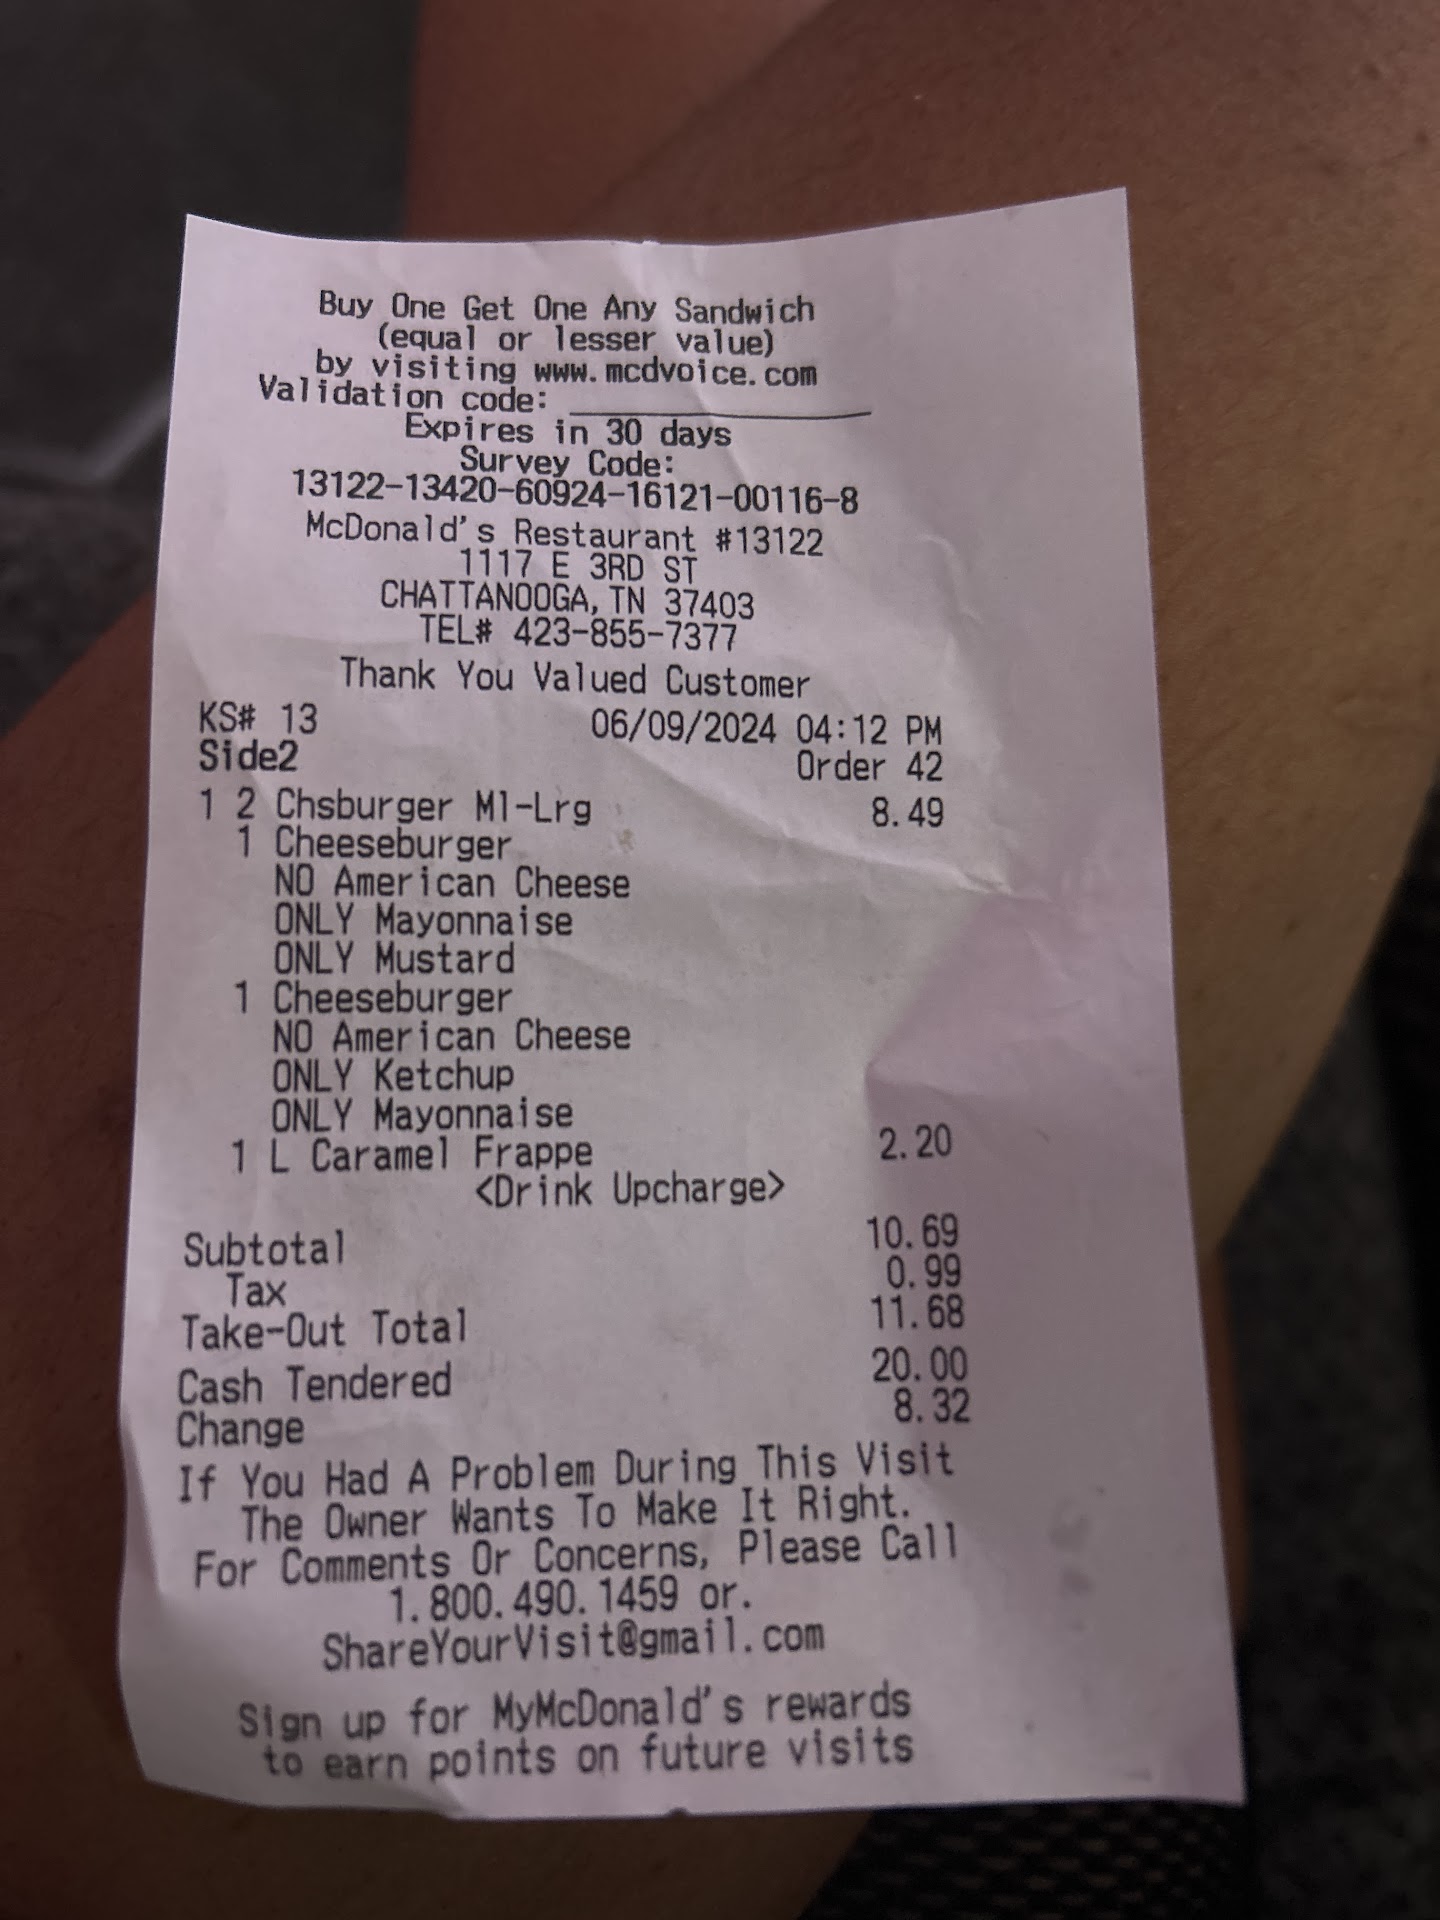 Buy One Get One Any Sandwich
(equal or lesser value)
by visiting www.mcdvoice.com
Validation code: _______________
Expires in 30 days
Survey Code:
13122-13420-60924-16121-00116-8
McDonald's Restaurant #13122
1117 E 3RD ST
CHATTANOOGA, TN 37403
TEL# 423-855-7377
Thank You Valued Customer
KS# 13 06/09/2024 04:12 PM
Side2 Order 42
1 2 Chsburger Ml-Lrg 8.49
1 Cheeseburger
NO American Cheese
ONLY Mayonnaise
ONLY Mustard
1 Cheeseburger
NO American Cheese
ONLY Ketchup
ONLY Mayonnaise
1 L Caramel Frappe 2.20
<Drink Upcharge>
Subtotal 10.69
Tax 0.99
Take-Out Total 11.68
Cash Tendered 20.00
Change 8.32
If You Had A Problem During This Visit
The Owner Wants To Make It Right.
For Comments Or Concerns, Please Call
1.800.490.1459 or.
ShareYourVisit@gmail.com
Sign up for MyMcDonald's rewards
to earn points on future visits